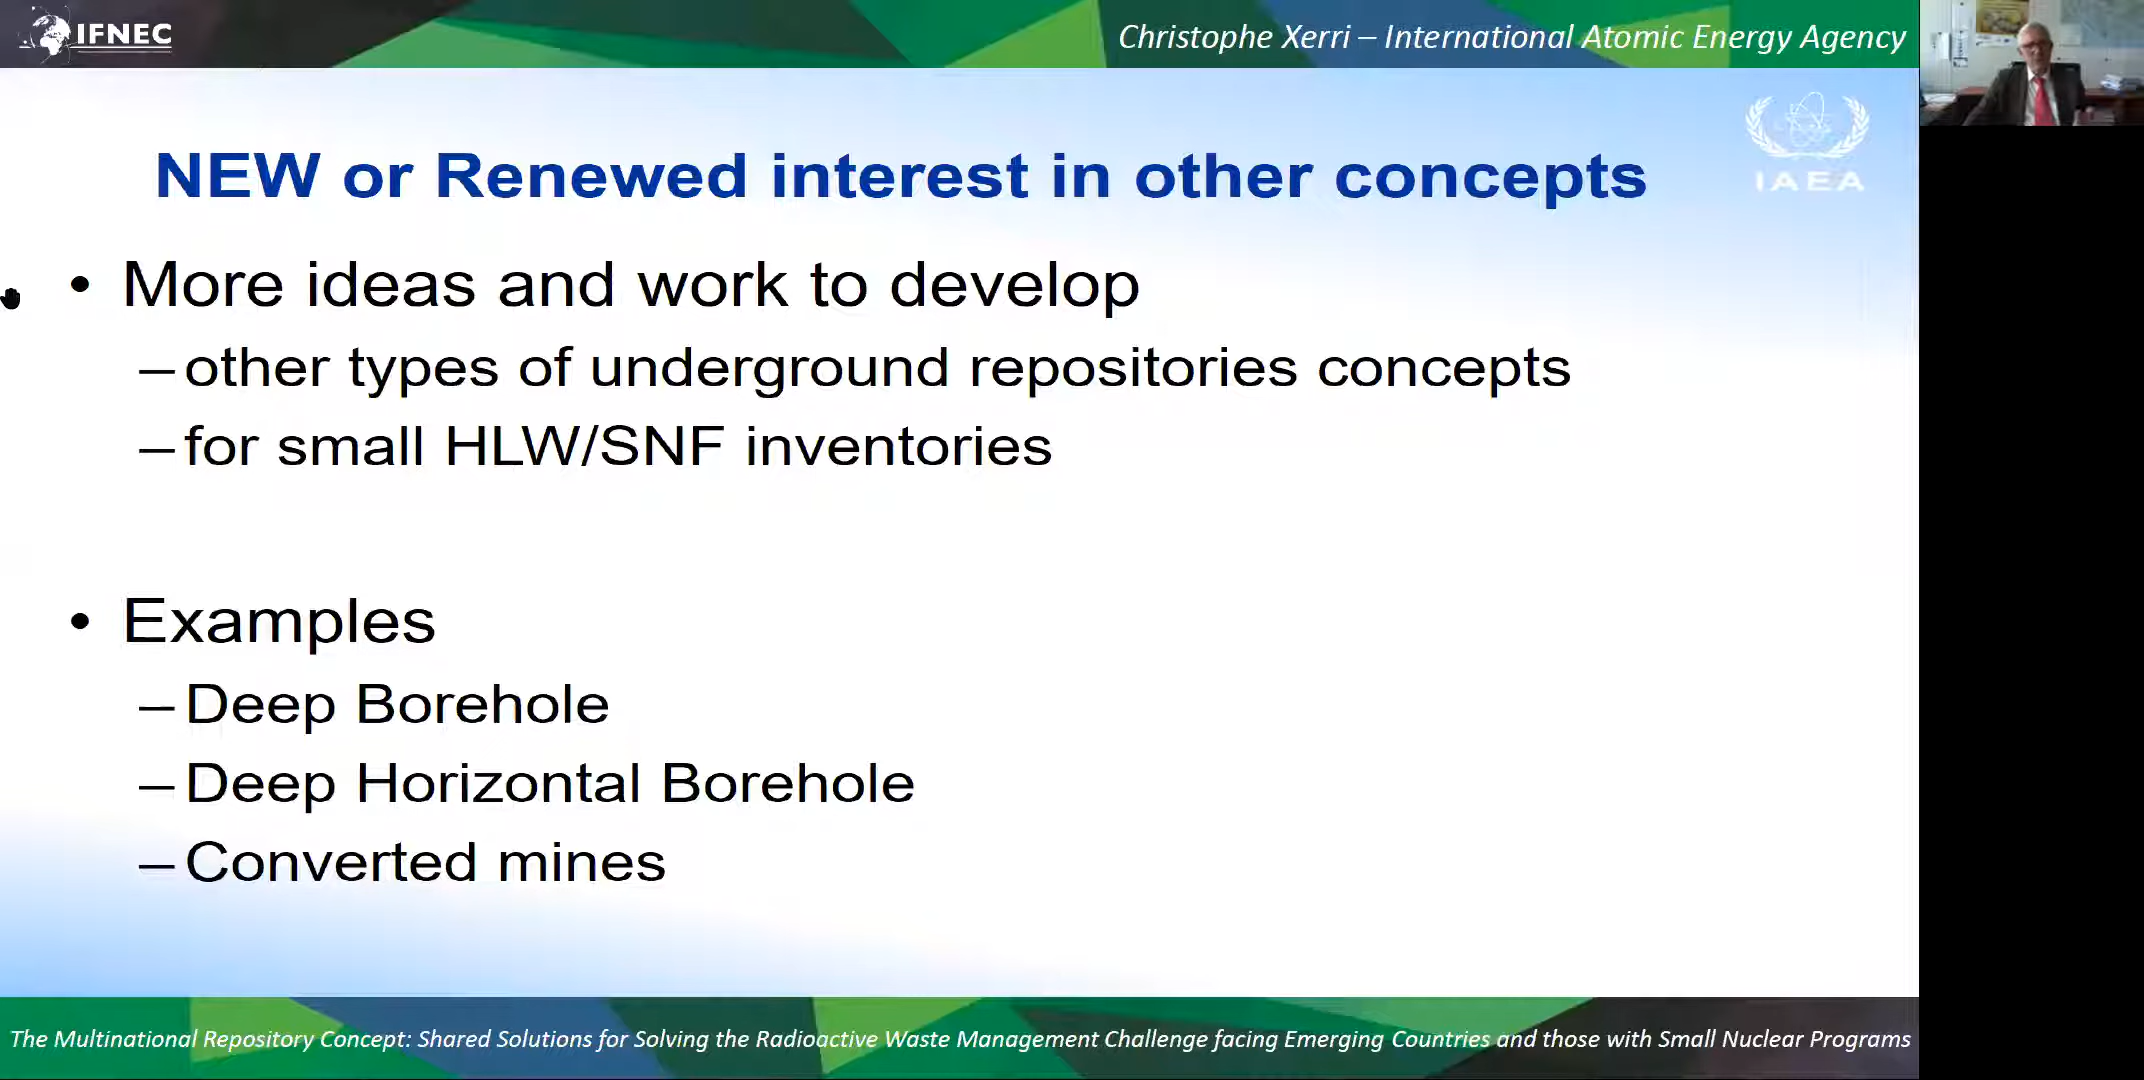 IFNEC
Christophe Xerri – International Atomic Energy Agency
IAEA
NEW or Renewed interest in other concepts
• More ideas and work to develop
– other types of underground repositories concepts
– for small HLW/SNF inventories
• Examples
– Deep Borehole
– Deep Horizontal Borehole
– Converted mines
The Multinational Repository Concept: Shared Solutions for Solving the Radioactive Waste Management Challenge facing Emerging Countries and those with Small Nuclear Programs